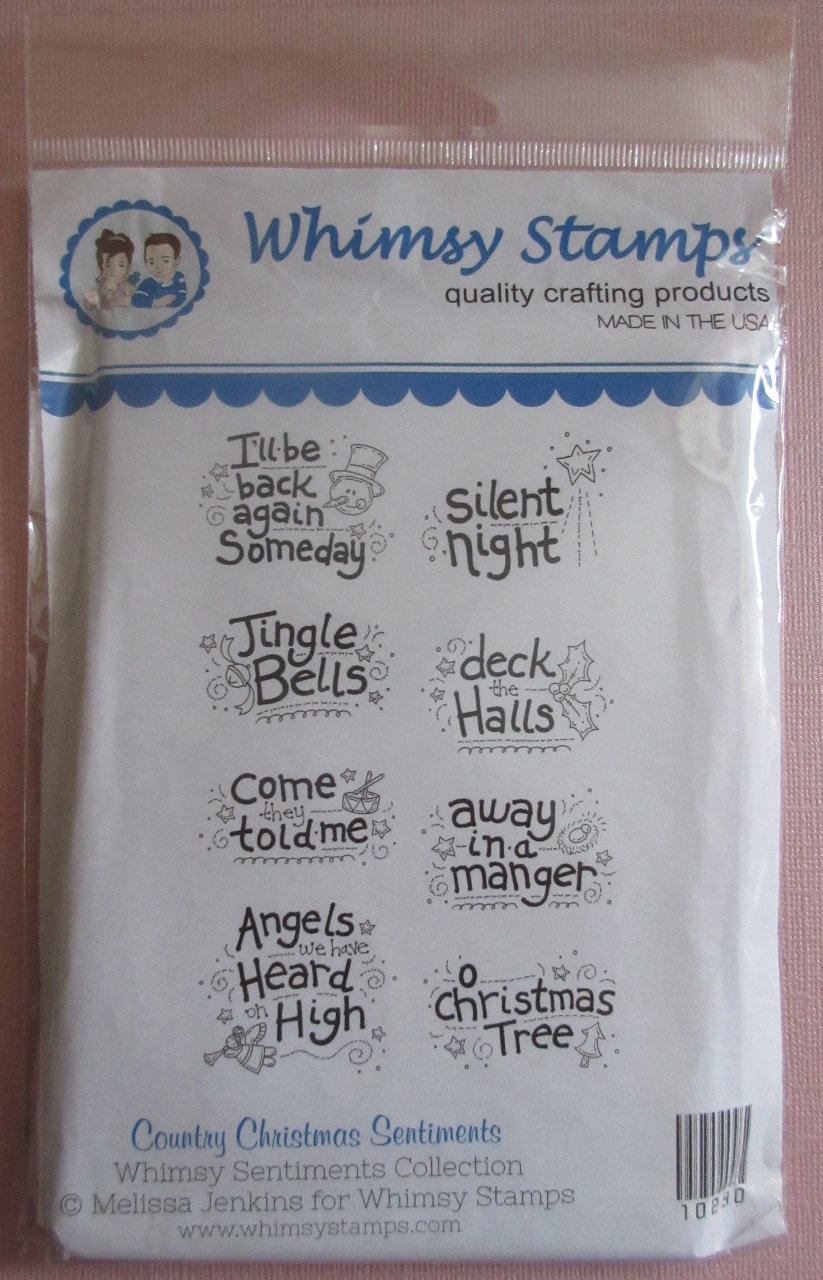 Whimsy Stamps
quality crafting products
MADE IN THE USA
I'll be
back
again
Someday
silent
night
Jingle
Bells
deck
the
Halls
come
they
told me
away
in a
manger
Angels
we have
Heard
on
High
O
christmas
Tree
Country Christmas Sentiments
Whimsy Sentiments Collection
© Melissa Jenkins for Whimsy Stamps
www.whimsystamps.com